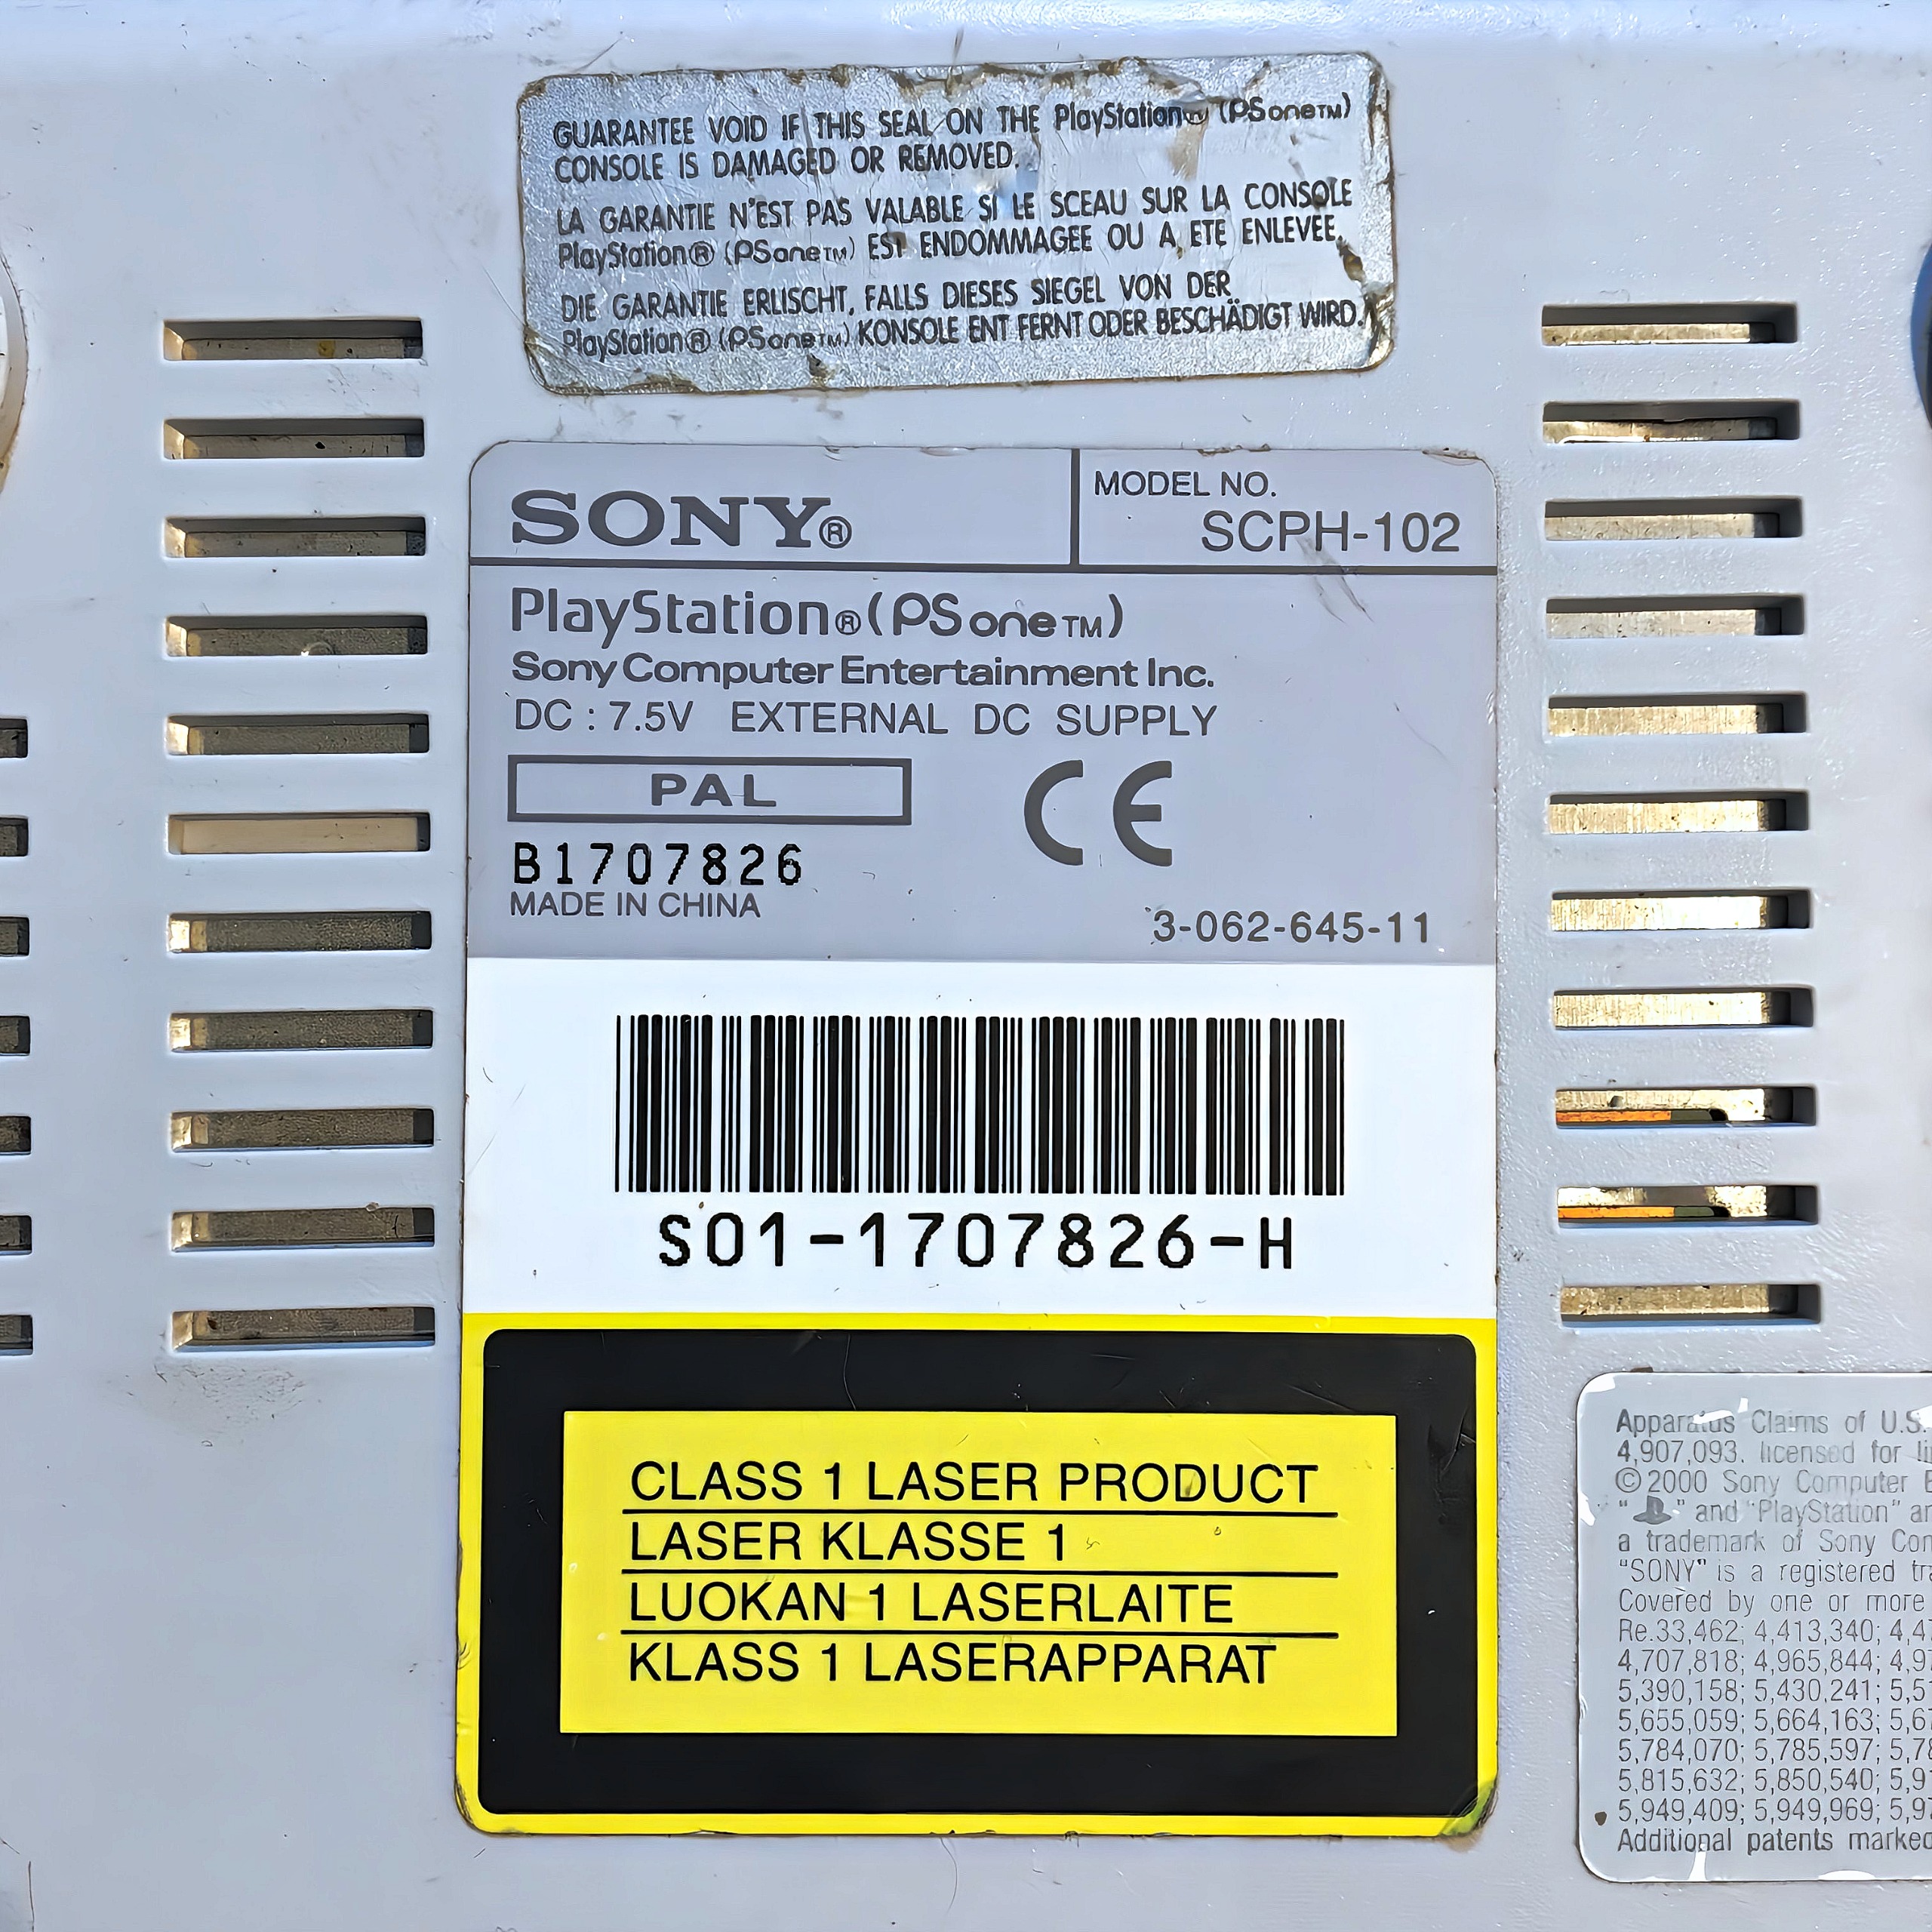 GUARANTEE VOID IF THIS SEAL ON THE PlayStation® (PSone™)
CONSOLE IS DAMAGED OR REMOVED.
LA GARANTIE N'EST PAS VALABLE SI LE SCEAU SUR LA CONSOLE
PlayStation® (PSone™) EST ENDOMMAGEE OU A ETE ENLEVEE.
DIE GARANTIE ERLISCHT, FALLS DIESES SIEGEL VON DER
PlayStation® (PSone™) KONSOLE ENT FERNT ODER BESCHÄDIGT WIRD.
SONY®
MODEL NO.
SCPH-102
PlayStation®(PSone™)
Sony Computer Entertainment Inc.
DC : 7.5V EXTERNAL DC SUPPLY
PAL
CE
B1707826
MADE IN CHINA
3-062-645-11
S01-1707826-H
CLASS 1 LASER PRODUCT
LASER KLASSE 1
LUOKAN 1 LASERLAITE
KLASS 1 LASERAPPARAT
Apparatus Claims of U.S.
4,907,093. licensed for
©2000 Sony Computer
" " and "PlayStation"
a trademark of Sony
"SONY" is a registered
Covered by one or more
Re.33,462; 4,413,340;
4,707,818; 4,965,844;
5,390,158; 5,430,241;
5,655,059; 5,664,163;
5,784,070; 5,785,597;
5,815,632; 5,850,540;
5,949,409; 5,949,969;
Additional patents marked